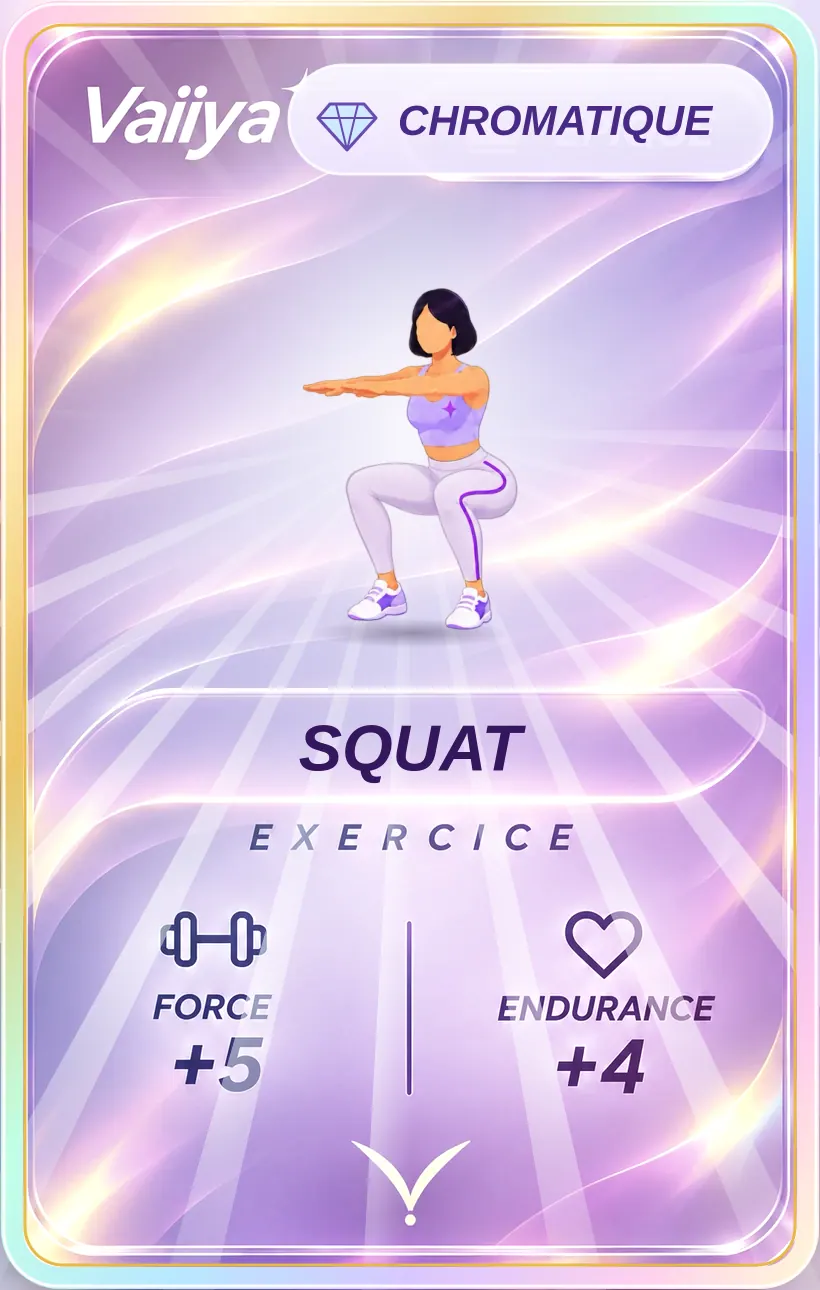 Vaiiya
CHROMATIQUE
SQUAT
EXERCICE
FORCE
+5
ENDURANCE
+4